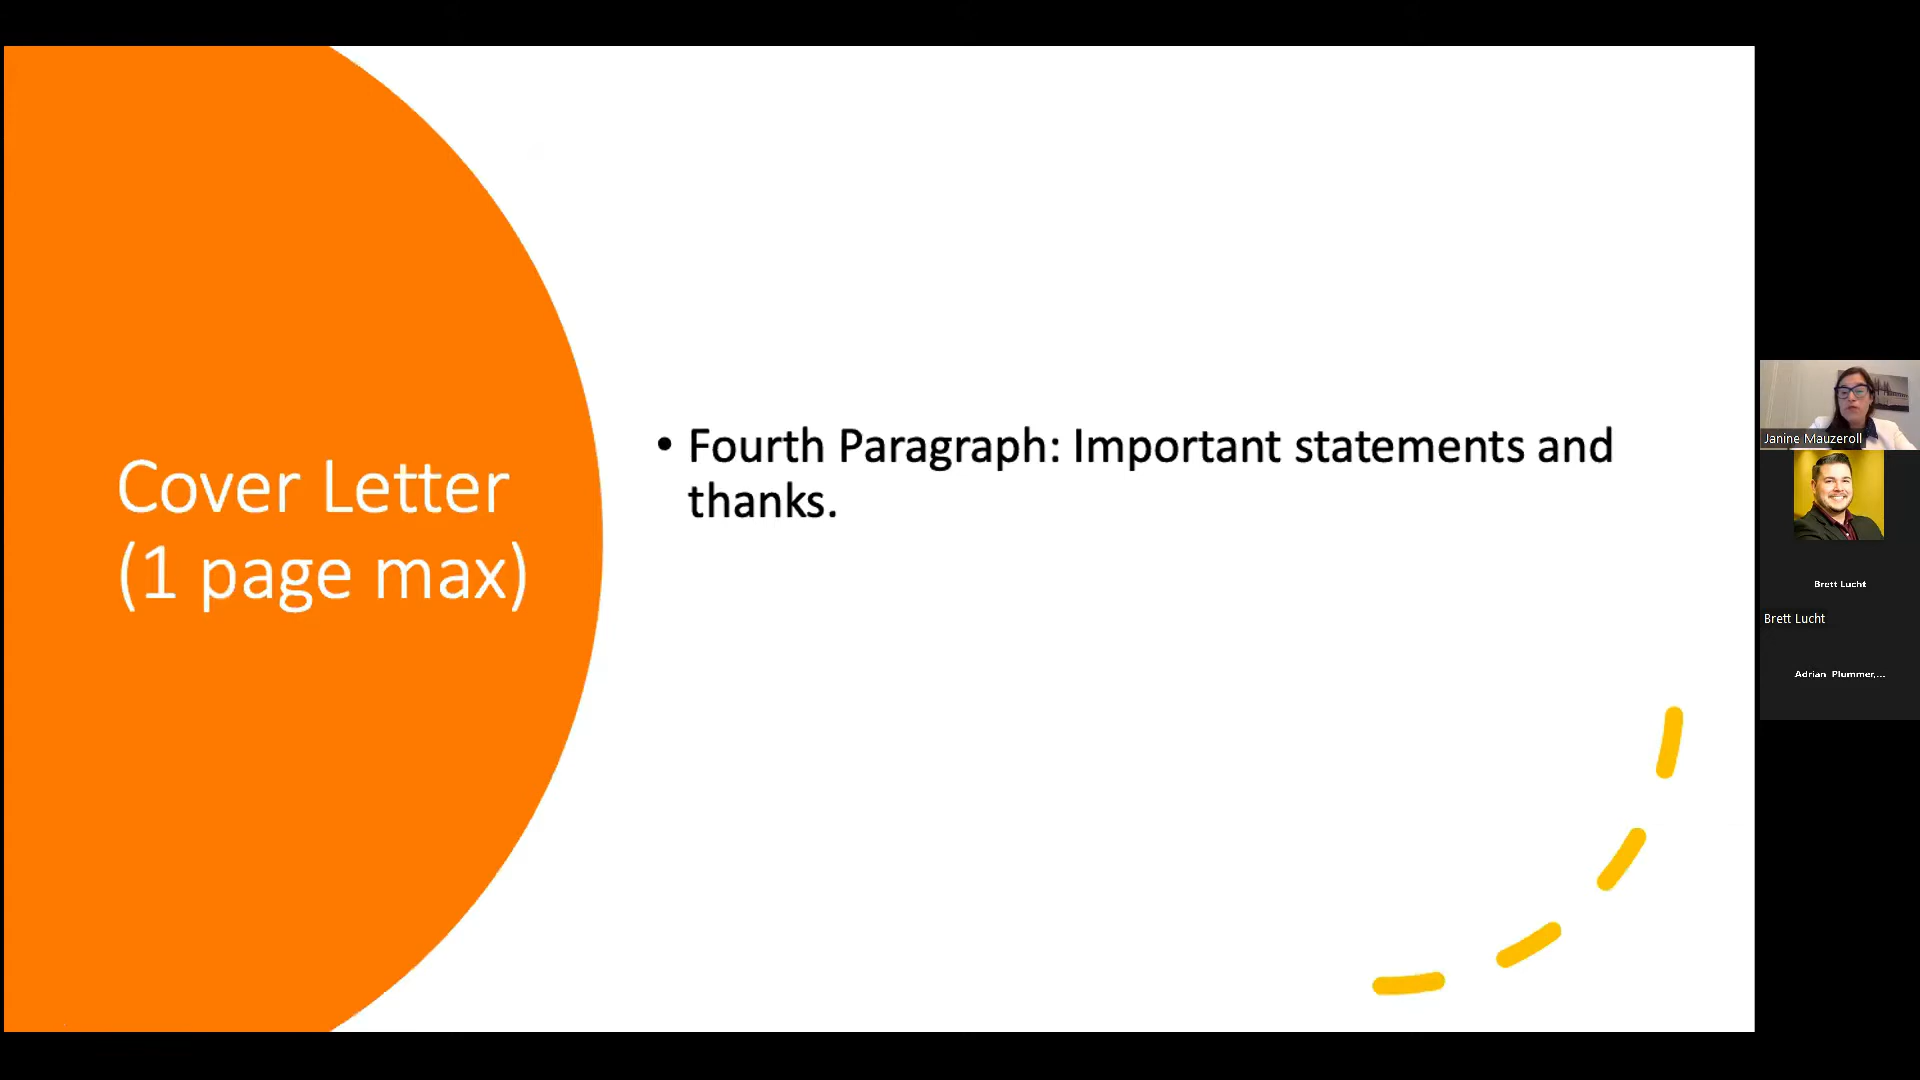 Cover Letter
(1 page max)
• Fourth Paragraph: Important statements and
thanks.
Janine Mauzeroll
Brett Lucht
Brett Lucht
Adrian Plummer,...